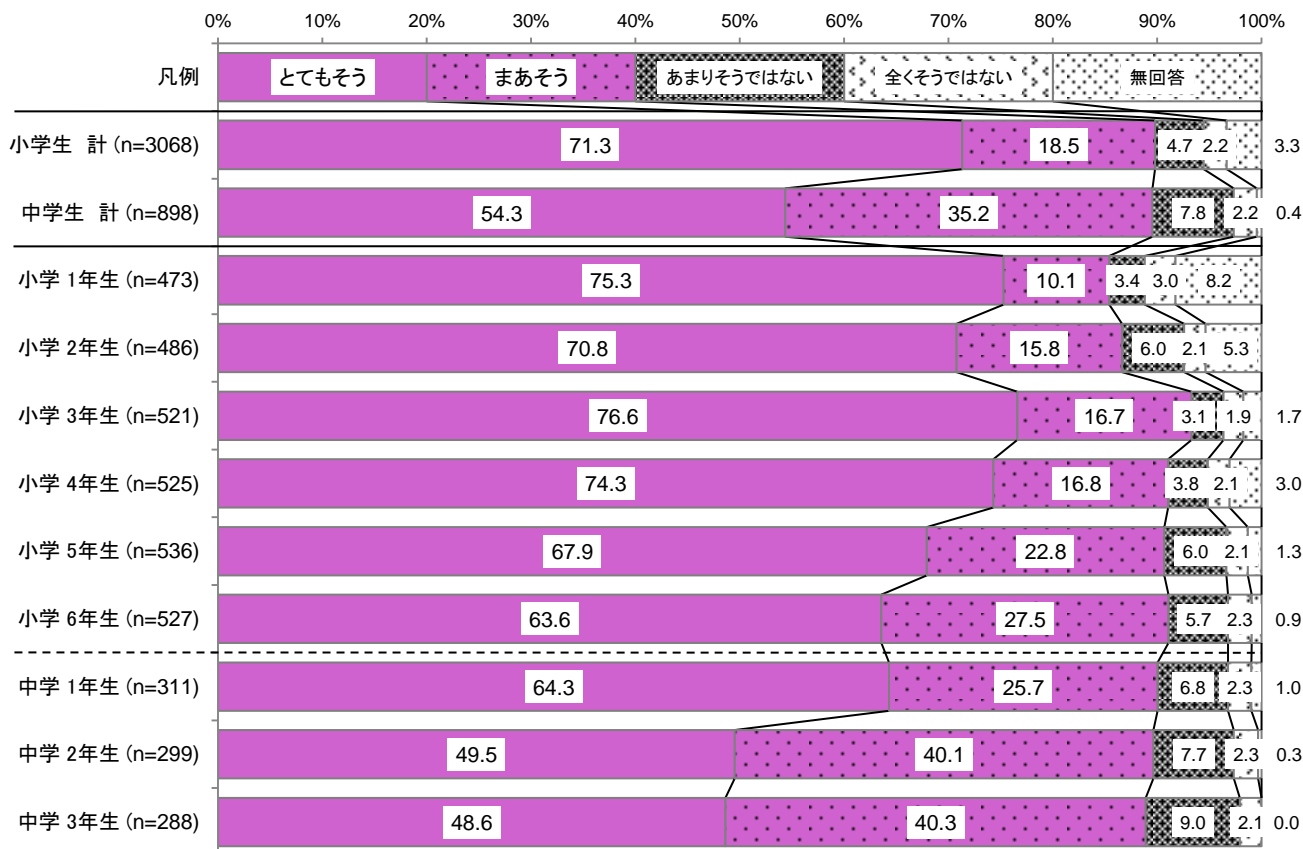 0% 10% 20% 30% 40% 50% 60% 70% 80% 90% 100%
凡例 とてもそう まあそう あまりそうではない 全くそうではない 無回答
小学生 計 (n=3068) 71.3 18.5 4.7 2.2 3.3
中学生 計 (n=898) 54.3 35.2 7.8 2.2 0.4
小学 1年生 (n=473) 75.3 10.1 3.4 3.0 8.2
小学 2年生 (n=486) 70.8 15.8 6.0 2.1 5.3
小学 3年生 (n=521) 76.6 16.7 3.1 1.9 1.7
小学 4年生 (n=525) 74.3 16.8 3.8 2.1 3.0
小学 5年生 (n=536) 67.9 22.8 6.0 2.1 1.3
小学 6年生 (n=527) 63.6 27.5 5.7 2.3 0.9
中学 1年生 (n=311) 64.3 25.7 6.8 2.3 1.0
中学 2年生 (n=299) 49.5 40.1 7.7 2.3 0.3
中学 3年生 (n=288) 48.6 40.3 9.0 2.1 0.0